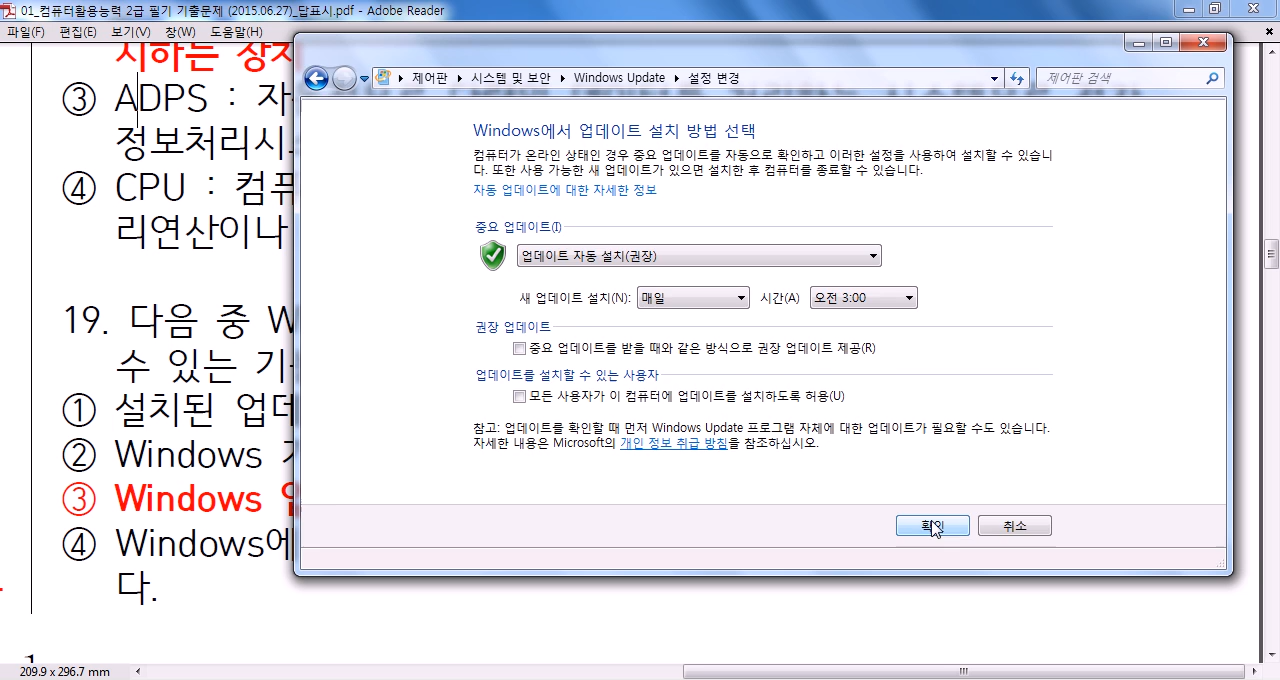 01_컴퓨터활용능력 2급 필기 기출문제 (2015.06.27)_답표시.pdf - Adobe Reader
파일(F) 편집(E) 보기(V) 창(W) 도움말(H)
시하는 장치
③ ADPS : 자
정보처리시
④ CPU : 컴퓨
리연산이나
19. 다음 중 W
수 있는 기
① 설치된 업데
② Windows
③ Windows 업
④ Windows에
다.
제어판 시스템 및 보안 Windows Update 설정 변경
제어판 검색
Windows에서 업데이트 설치 방법 선택
컴퓨터가 온라인 상태인 경우 중요 업데이트를 자동으로 확인하고 이러한 설정을 사용하여 설치할 수 있습니
다. 또한 사용 가능한 새 업데이트가 있으면 설치한 후 컴퓨터를 종료할 수 있습니다.
자동 업데이트에 대한 자세한 정보
중요 업데이트(I)
업데이트 자동 설치(권장)
새 업데이트 설치(N): 매일 시간(A) 오전 3:00
권장 업데이트
중요 업데이트를 받을 때와 같은 방식으로 권장 업데이트 제공(R)
업데이트를 설치할 수 있는 사용자
모든 사용자가 이 컴퓨터에 업데이트를 설치하도록 허용(U)
참고: 업데이트를 확인할 때 먼저 Windows Update 프로그램 자체에 대한 업데이트가 필요할 수도 있습니다.
자세한 내용은 Microsoft의 개인 정보 취급 방침을 참조하십시오.
확인 취소
209.9 x 296.7 mm